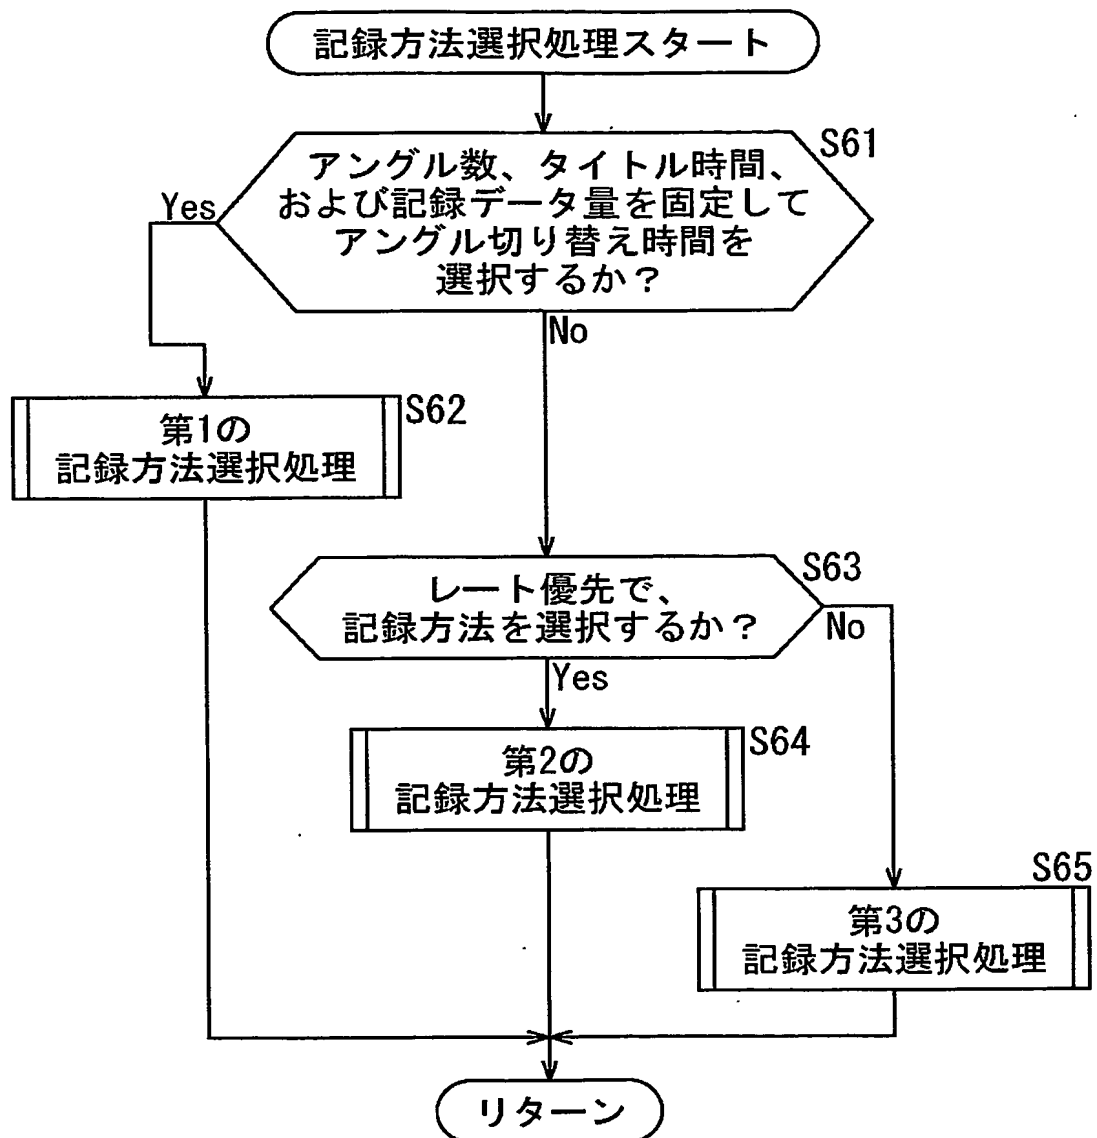 記録方法選択処理スタート
S61
アングル数、タイトル時間、
および記録データ量を固定して
アングル切り替え時間を
選択するか？
Yes
No
S62
第1の
記録方法選択処理
S63
レート優先で、
記録方法を選択するか？
No
Yes
S64
第2の
記録方法選択処理
S65
第3の
記録方法選択処理
リターン